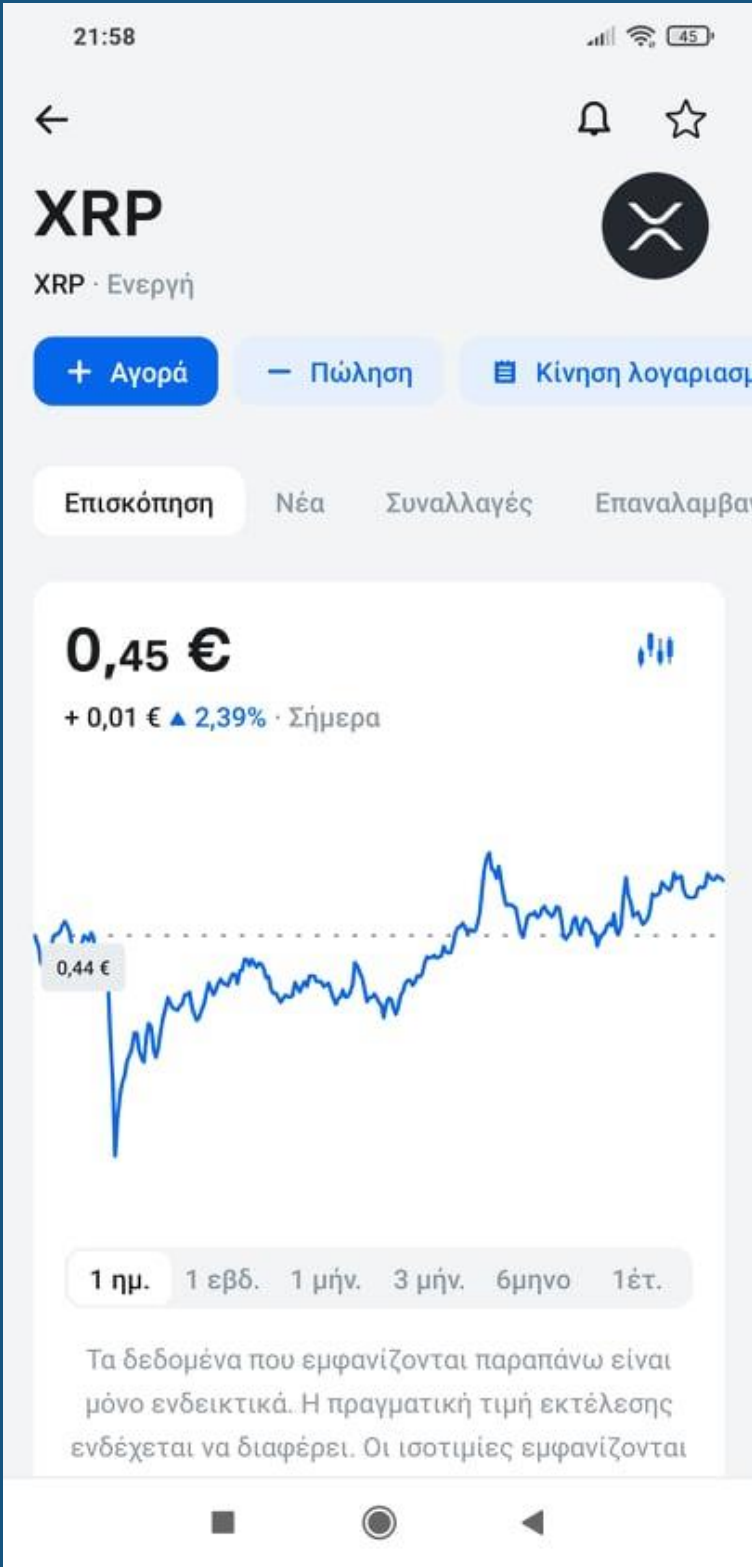 21:58
45
XRP
XRP · Ενεργή
+ Αγορά
− Πώληση
Κίνηση λογαριασμ
Επισκόπηση
Νέα
Συναλλαγές
Επαναλαμβαν
0,45 €
+ 0,01 € ▲ 2,39% · Σήμερα
0,44 €
1 ημ.
1 εβδ.
1 μήν.
3 μήν.
6μηνο
1έτ.
Τα δεδομένα που εμφανίζονται παραπάνω είναι
μόνο ενδεικτικά. Η πραγματική τιμή εκτέλεσης
ενδέχεται να διαφέρει. Οι ισοτιμίες εμφανίζονται